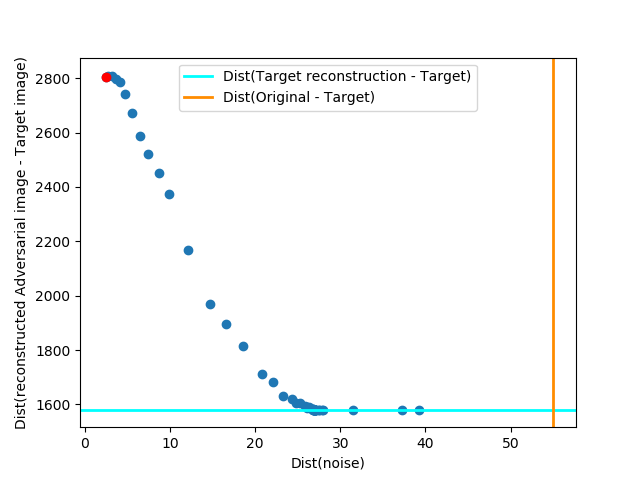 Dist(reconstructed Adversarial image - Target image)
2800
2600
2400
2200
2000
1800
1600
Dist(Target reconstruction - Target)
Dist(Original - Target)
0 10 20 30 40 50
Dist(noise)